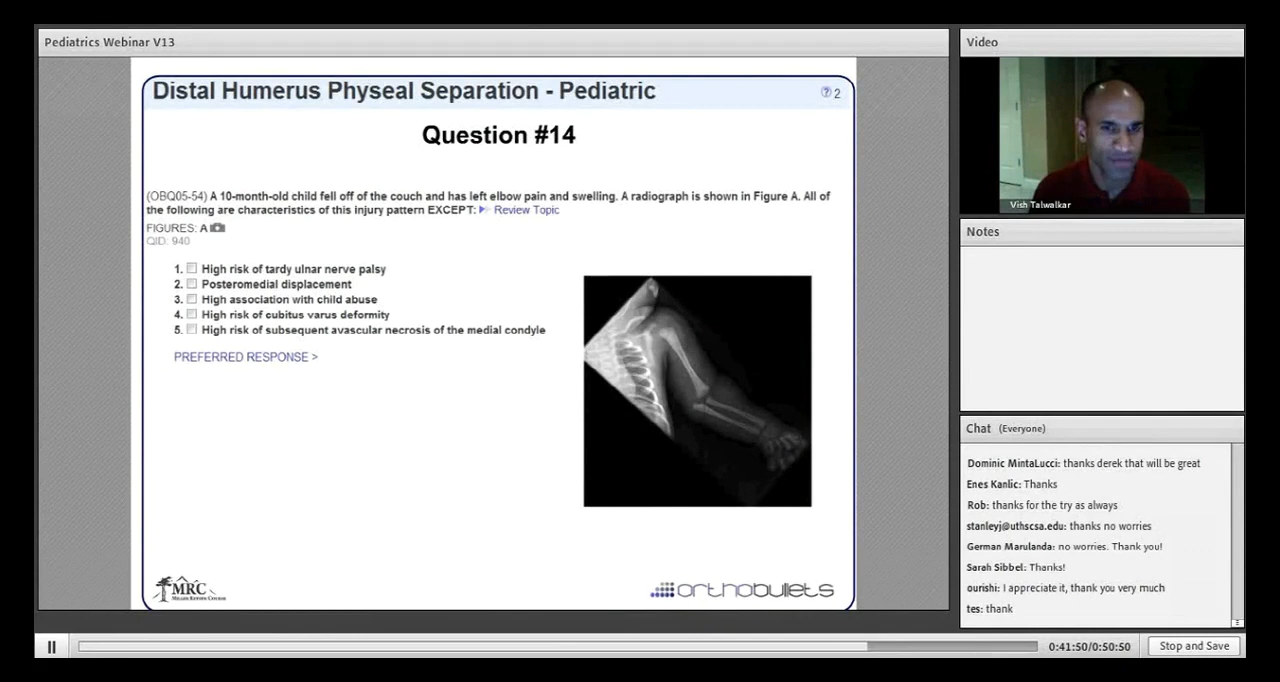 Pediatrics Webinar V13
Distal Humerus Physeal Separation - Pediatric
2
Question #14
(OBQ05-54) A 10-month-old child fell off of the couch and has left elbow pain and swelling. A radiograph is shown in Figure A. All of
the following are characteristics of this injury pattern EXCEPT: Review Topic
FIGURES: A
QID: 940
1. High risk of tardy ulnar nerve palsy
2. Posteromedial displacement
3. High association with child abuse
4. High risk of cubitus varus deformity
5. High risk of subsequent avascular necrosis of the medial condyle
PREFERRED RESPONSE >
MRC
MILLER REVIEW COURSE
orthobullets
Video
Vish Talwalkar
Notes
Chat (Everyone)
Dominic MintaLucci: thanks derek that will be great
Enes Kanlic: Thanks
Rob: thanks for the try as always
stanleyj@uthscsa.edu: thanks no worries
German Marulanda: no worries. Thank you!
Sarah Sibbel: Thanks!
ourishi: I appreciate it, thank you very much
tes: thank
0:41:50/0:50:50
Stop and Save